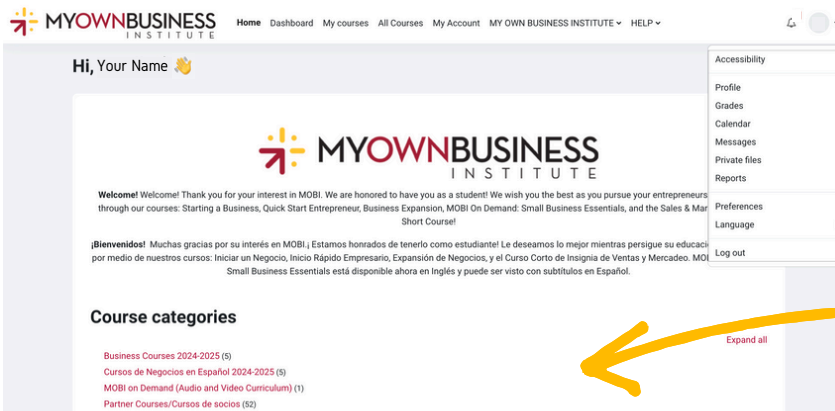 MYOWNBUSINESS
INSTITUTE
Home Dashboard My courses All Courses My Account MY OWN BUSINESS INSTITUTE HELP
Hi, Your Name 👋
Accessibility
Profile
Grades
Calendar
Messages
Private files
Reports
Preferences
Language
Log out
MYOWNBUSINESS
INSTITUTE
Welcome! Welcome! Thank you for your interest in MOBI. We are honored to have you as a student! We wish you the best as you pursue your entrepreneurs
through our courses: Starting a Business, Quick Start Entrepreneur, Business Expansion, MOBI On Demand: Small Business Essentials, and the Sales & Mar
Short Course!
¡Bienvenidos! Muchas gracias por su interés en MOBI.¡ Estamos honrados de tenerlo como estudiante! Le deseamos lo mejor mientras persigue su educaci
por medio de nuestros cursos: Iniciar un Negocio, Inicio Rápido Empresario, Expansión de Negocios, y el Curso Corto de Insignia de Ventas y Mercadeo. MOB
Small Business Essentials está disponible ahora en Inglés y puede ser visto con subtítulos en Español.
Course categories
Expand all
Business Courses 2024-2025 (5)
Cursos de Negocios en Español 2024-2025 (5)
MOBI on Demand (Audio and Video Curriculum) (1)
Partner Courses/Cursos de socios (52)